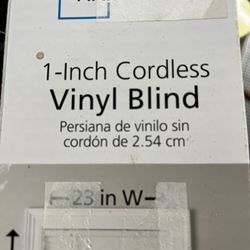 1-Inch Cordless
Vinyl Blind
Persiana de vinilo sin
cordón de 2.54 cm
23 in W